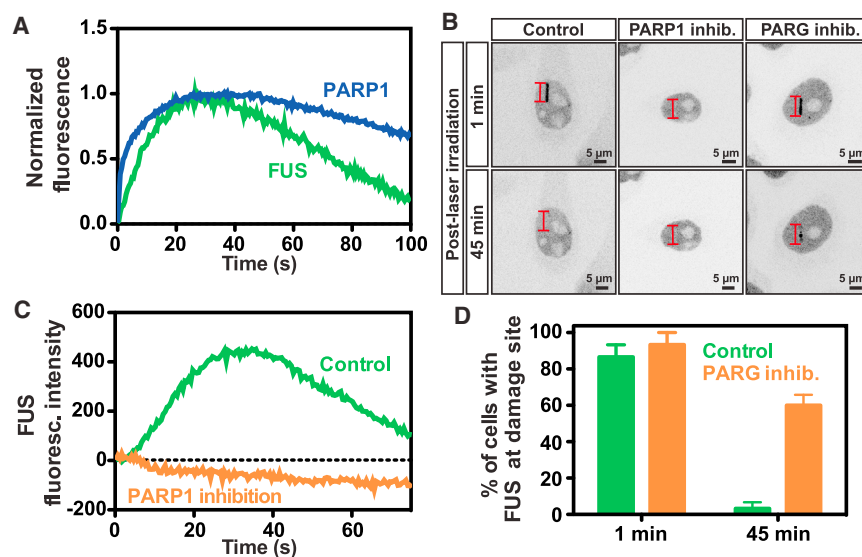 A
Normalized
fluorescence
1.5
1.0
0.5
0.0
PARP1
FUS
0 20 40 60 80 100
Time (s)
B
Control PARP1 inhib. PARG inhib.
Post-laser irradiation
1 min
45 min
5 µm 5 µm 5 µm
5 µm 5 µm 5 µm
C
FUS
fluoresc. intensity
600
400
200
0
-200
Control
PARP1 inhibition
0 20 40 60
Time (s)
D
% of cells with
FUS at damage site
100
80
60
40
20
0
Control
PARG inhib.
1 min 45 min